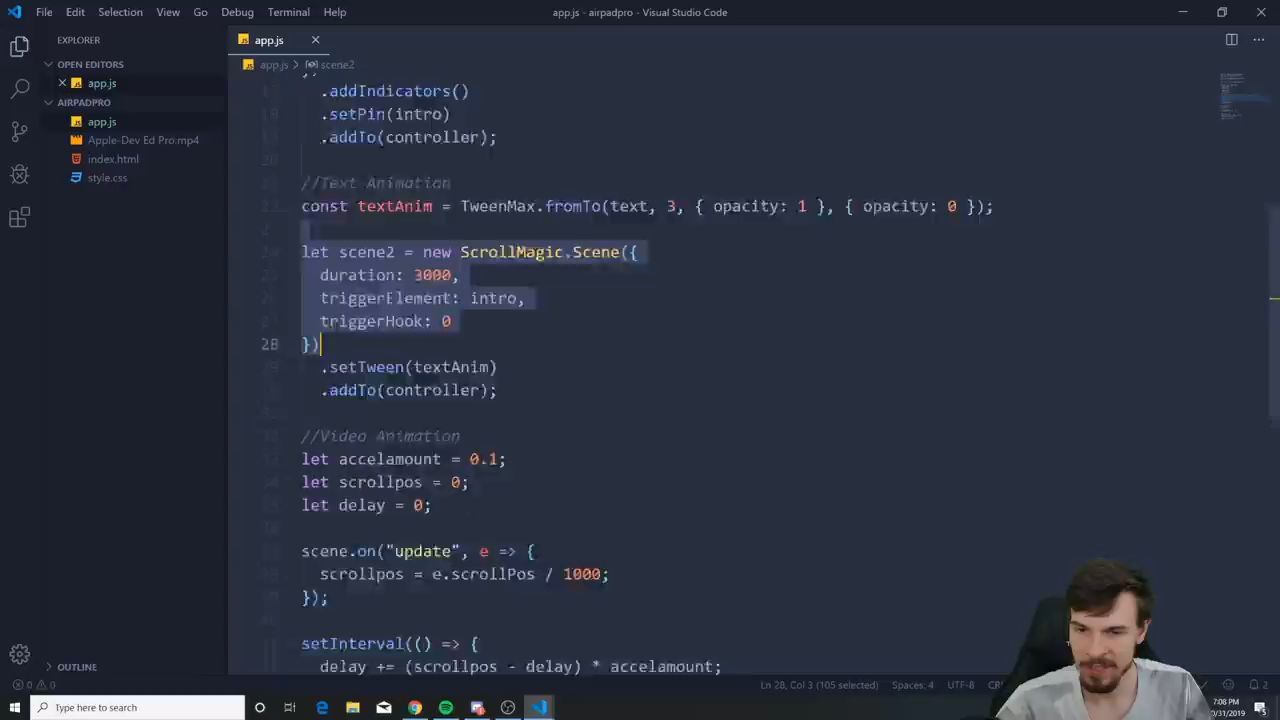 File Edit Selection View Go Debug Terminal Help
app.js - airpadpro - Visual Studio Code
EXPLORER
OPEN EDITORS
app.js
AIRPADPRO
app.js
Apple-Dev Ed Pro.mp4
index.html
style.css
OUTLINE
app.js
app.js > scene2
.addIndicators()
.setPin(intro)
.addTo(controller);
//Text Animation
const textAnim = TweenMax.fromTo(text, 3, { opacity: 1 }, { opacity: 0 });
let scene2 = new ScrollMagic.Scene({
duration: 3000,
triggerElement: intro,
triggerHook: 0
28 })
.setTween(textAnim)
.addTo(controller);
//Video Animation
let accelamount = 0.1;
let scrollpos = 0;
let delay = 0;
scene.on("update", e => {
scrollpos = e.scrollPos / 1000;
});
setInterval(() => {
delay += (scrollpos - delay) * accelamount;
0 0
Ln 28, Col 3 (105 selected) Spaces: 4 UTF-8
2
Type here to search
7:08 PM